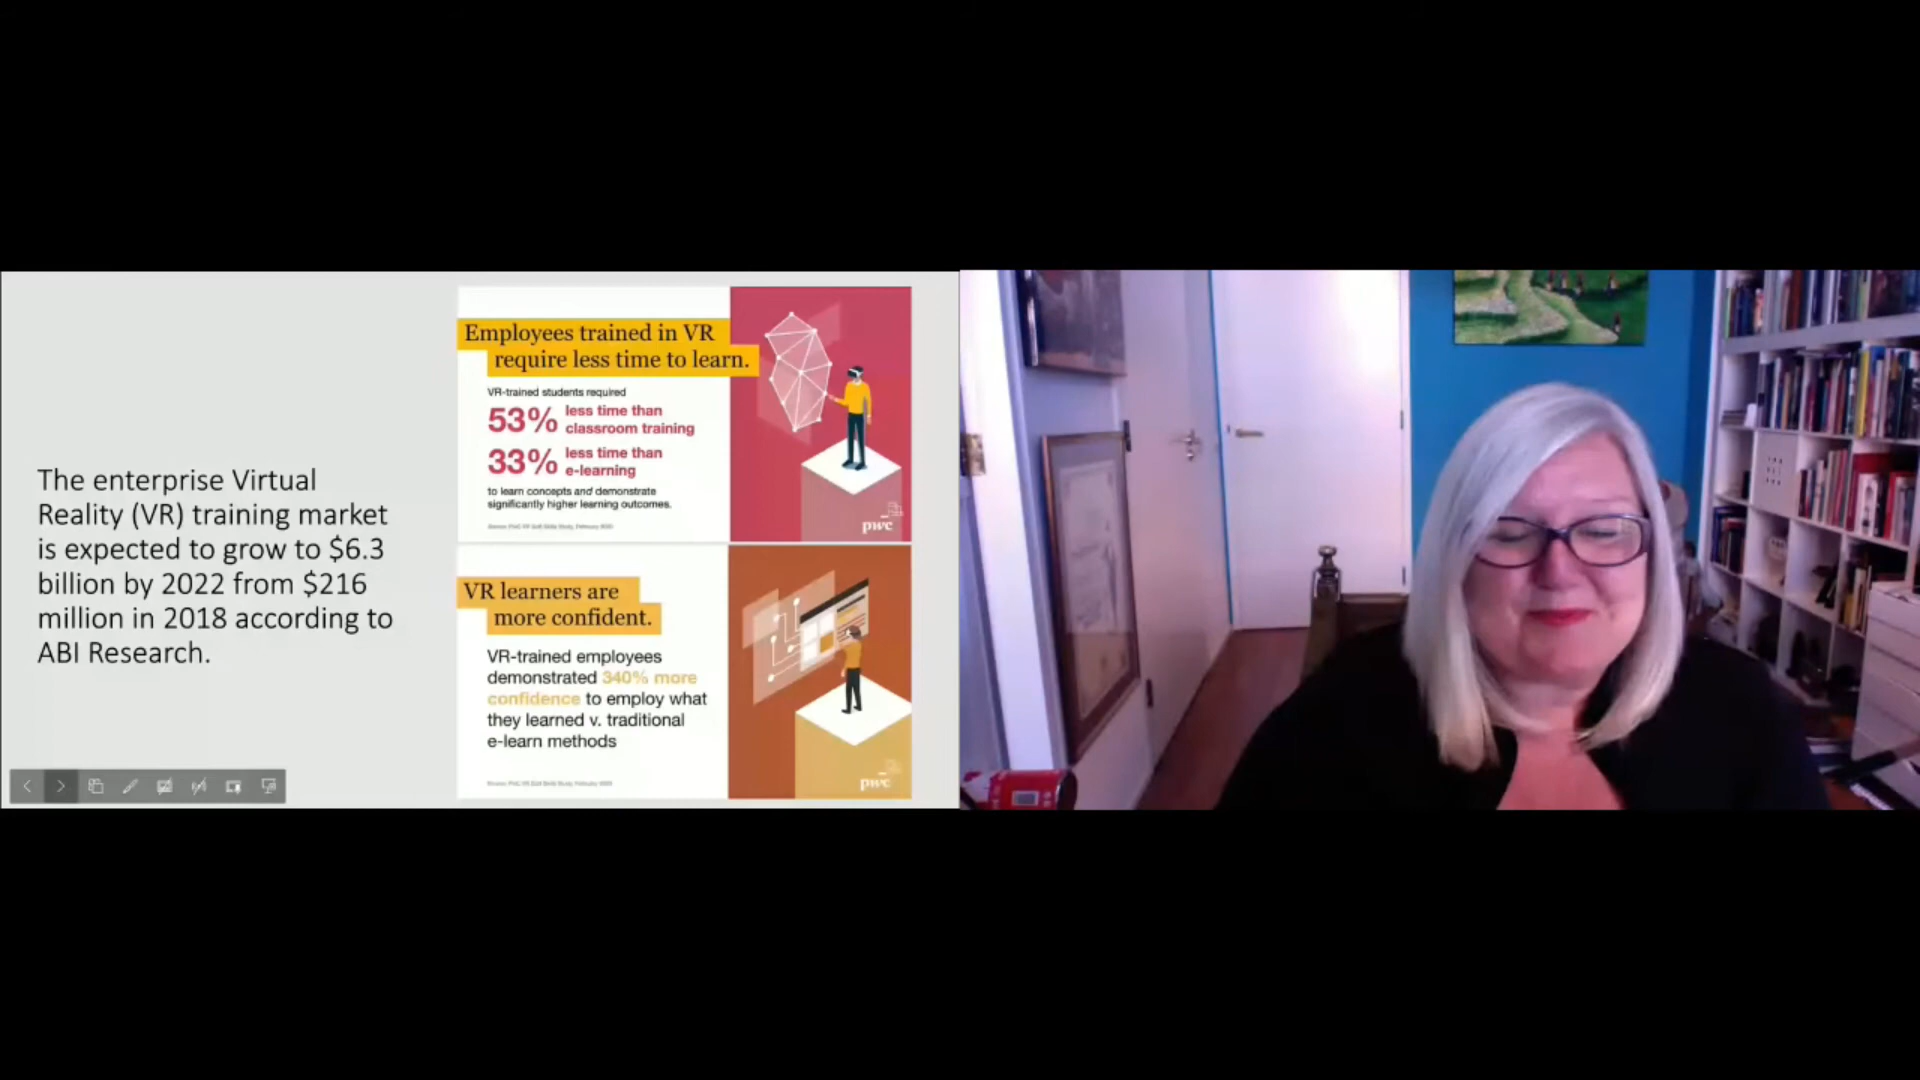 The enterprise Virtual
Reality (VR) training market
is expected to grow to $6.3
billion by 2022 from $216
million in 2018 according to
ABI Research.
Employees trained in VR
require less time to learn.
VR-trained students required
53% less time than
classroom training
33% less time than
e-learning
to learn concepts and demonstrate
significantly higher learning outcomes.
pwc
VR learners are
more confident.
VR-trained employees
demonstrated 340% more
confidence to employ what
they learned v. traditional
e-learn methods
pwc